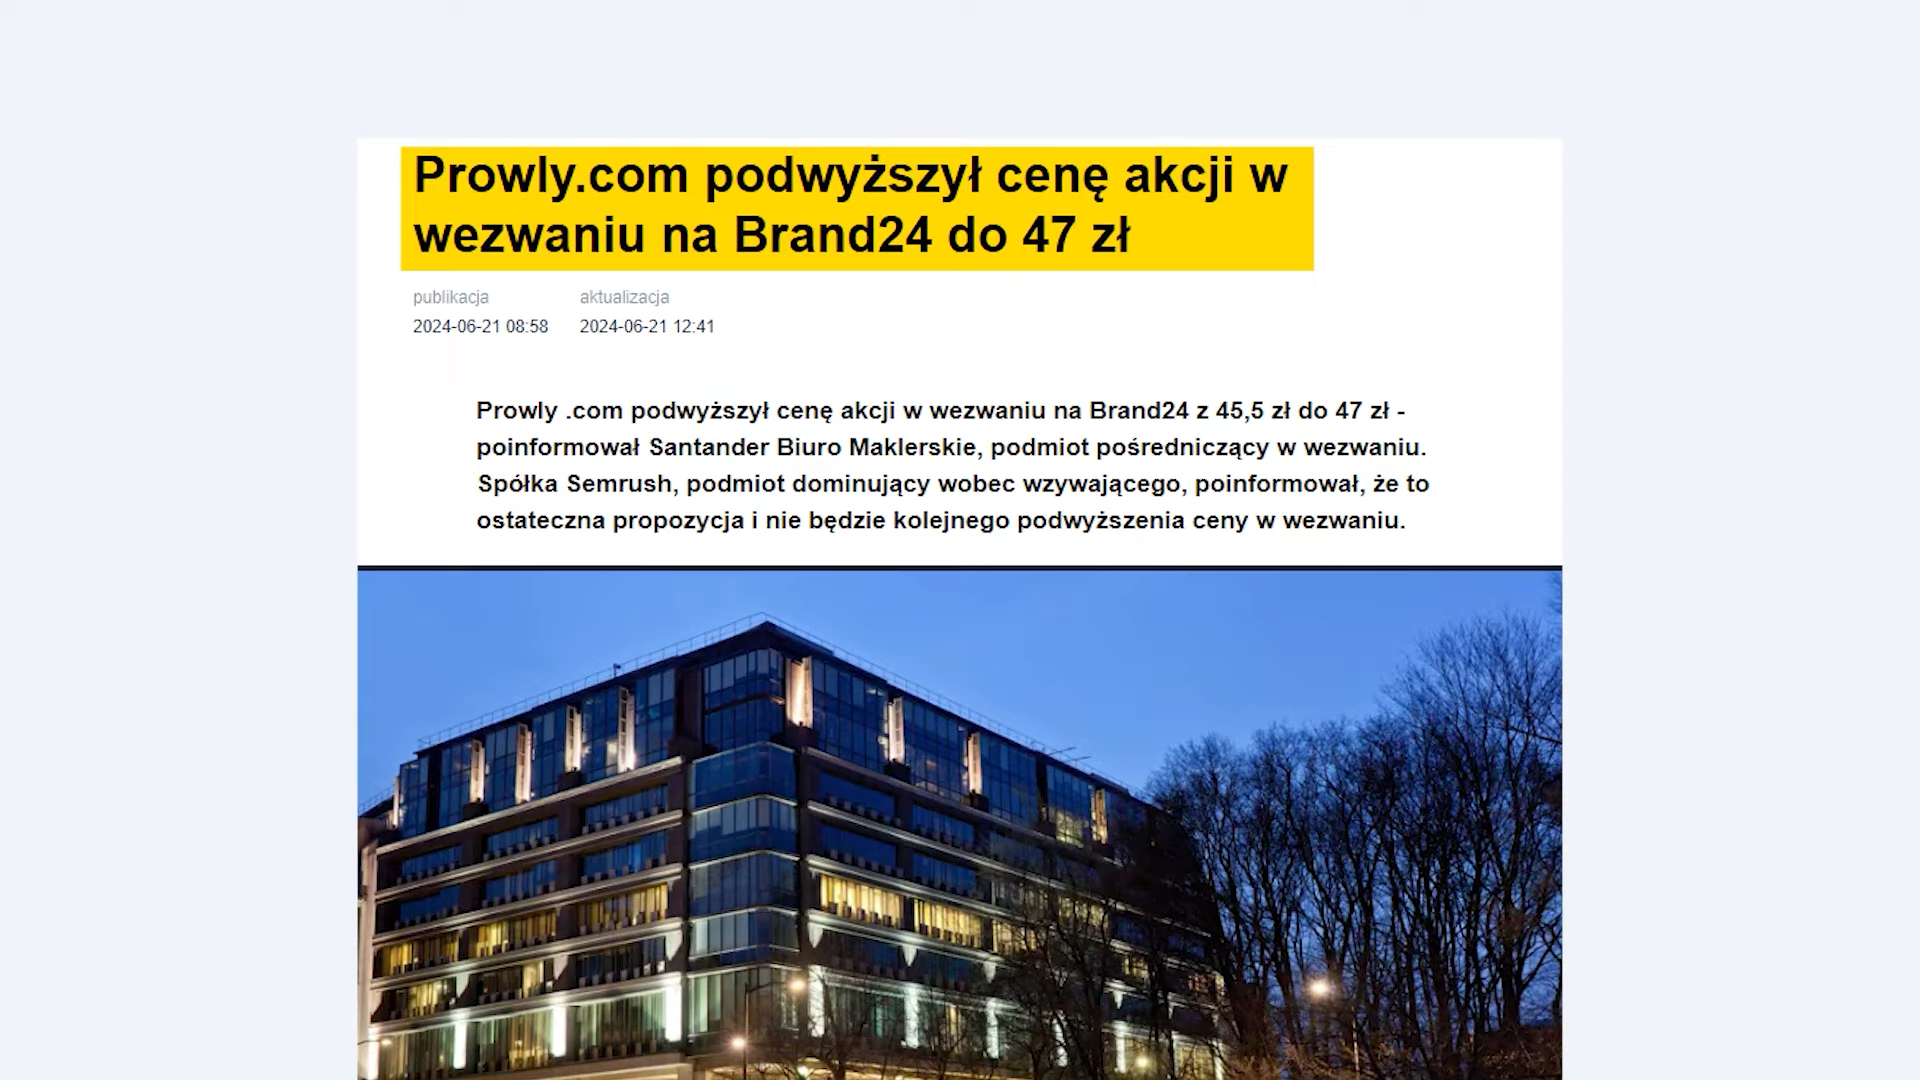 Prowly.com podwyższył cenę akcji w
wezwaniu na Brand24 do 47 zł
publikacja aktualizacja
2024-06-21 08:58 2024-06-21 12:41
Prowly .com podwyższył cenę akcji w wezwaniu na Brand24 z 45,5 zł do 47 zł -
poinformował Santander Biuro Maklerskie, podmiot pośredniczący w wezwaniu.
Spółka Semrush, podmiot dominujący wobec wzywającego, poinformował, że to
ostateczna propozycja i nie będzie kolejnego podwyższenia ceny w wezwaniu.